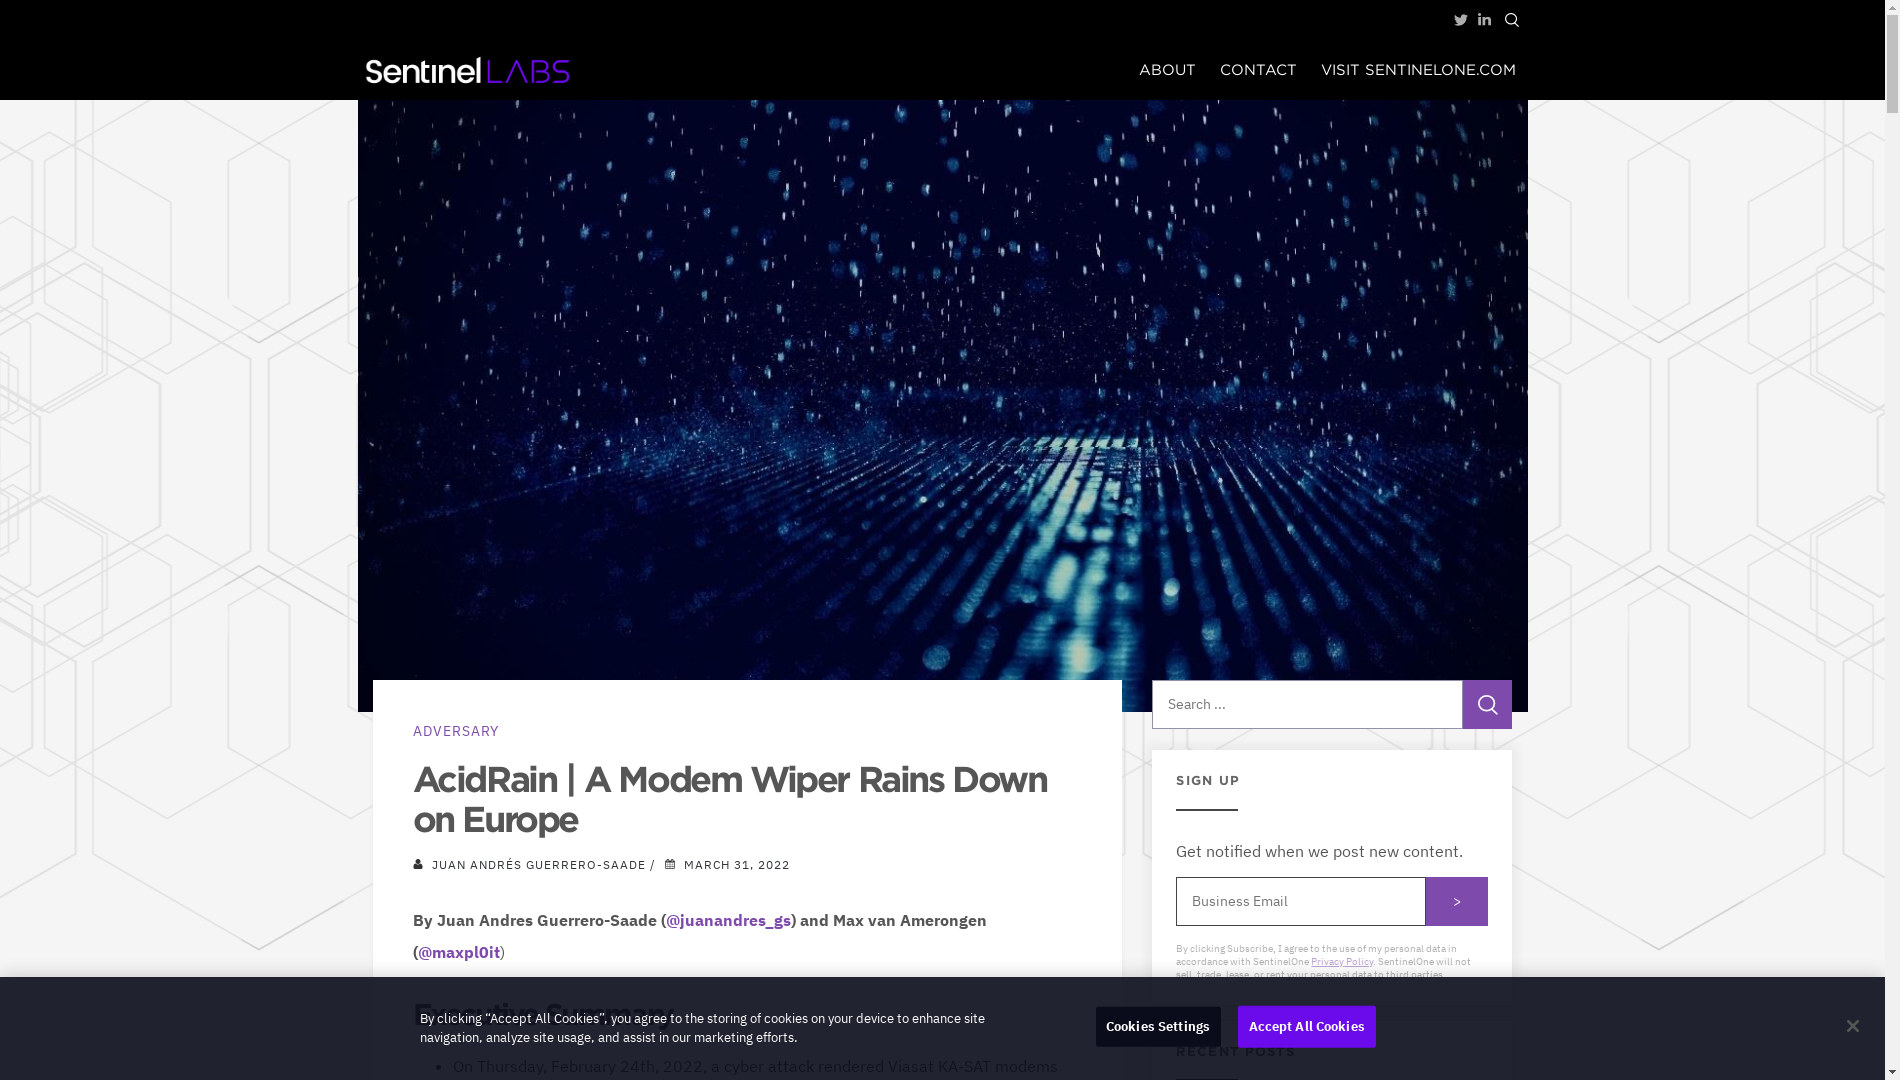 Sentinel LABS
ABOUT CONTACT VISIT SENTINELONE.COM
ADVERSARY
AcidRain | A Modem Wiper Rains Down
on Europe
JUAN ANDRÉS GUERRERO-SAADE / MARCH 31, 2022
By Juan Andres Guerrero-Saade (@juanandres_gs) and Max van Amerongen
(@maxpl0it)
Executive Summary
On Thursday, February 24th, 2022, a cyber attack rendered Viasat KA-SAT modems
Search ...
SIGN UP
Get notified when we post new content.
Business Email >
By clicking Subscribe, I agree to the use of my personal data in
accordance with SentinelOne Privacy Policy. SentinelOne will not
sell, trade, lease, or rent your personal data to third parties.
RECENT POSTS
By clicking “Accept All Cookies”, you agree to the storing of cookies on your device to enhance site
navigation, analyze site usage, and assist in our marketing efforts.
Cookies Settings
Accept All Cookies